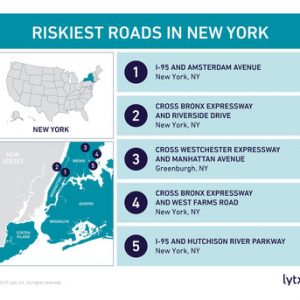 RISKIEST ROADS IN NEW YORK
NEW YORK
1
I-95 AND AMSTERDAM AVENUE
New York, NY
2
CROSS BRONX EXPRESSWAY
AND RIVERSIDE DRIVE
New York, NY
3
CROSS WESTCHESTER EXPRESSWAY
AND MANHATTAN AVENUE
Greenburgh, NY
4
CROSS BRONX EXPRESSWAY
AND WEST FARMS ROAD
New York, NY
5
I-95 AND HUTCHISON RIVER PARKWAY
New York, NY
NEW
JERSEY
3
4
BRONX
5
2
1
QUEENS
BROOKLYN
STATEN
ISLAND
2019 Lytx, Inc. All rights reserved.
lytx